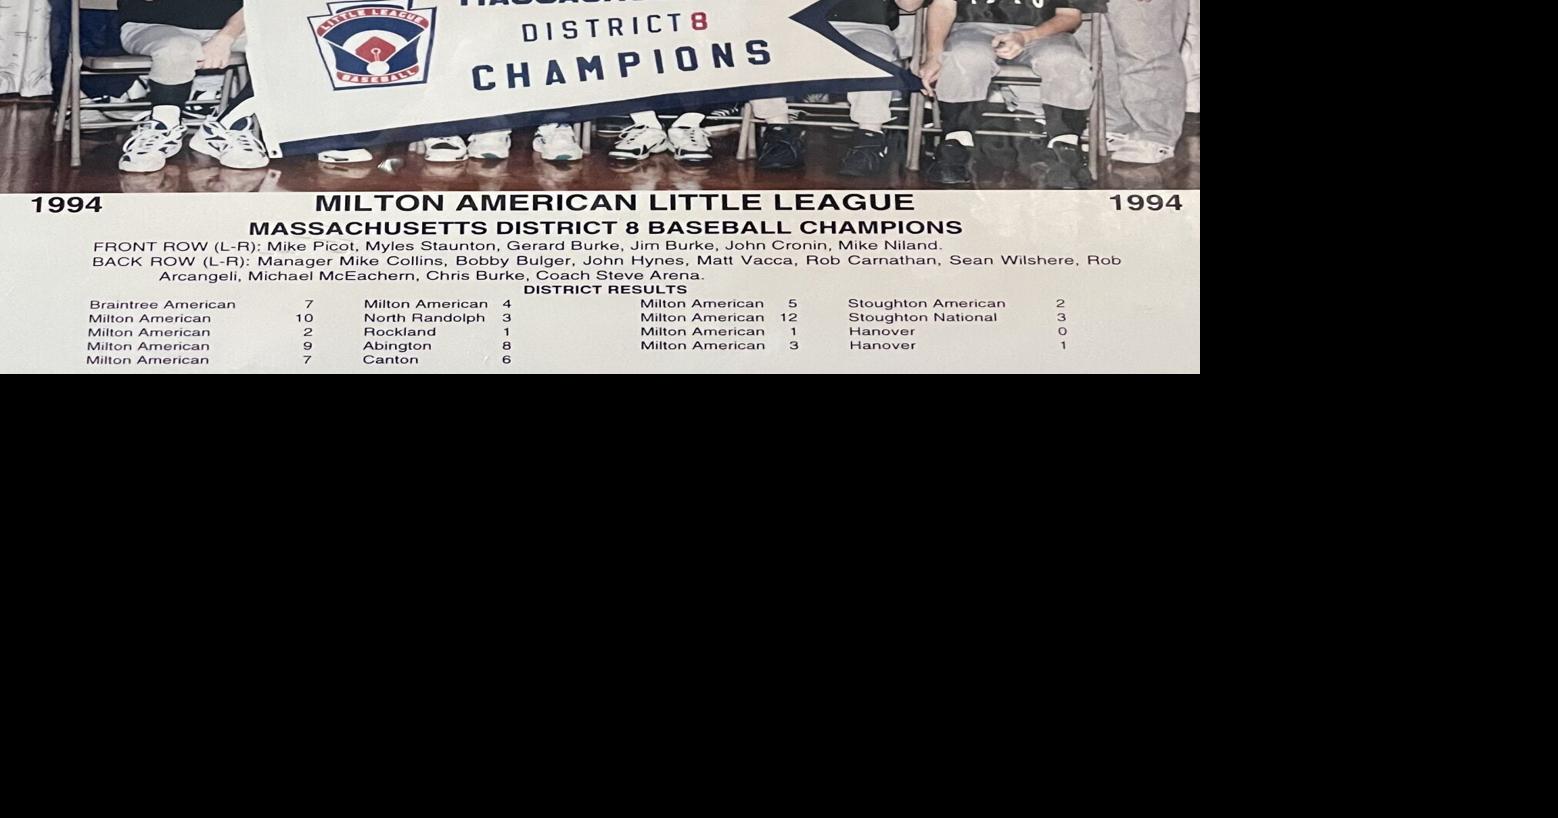 LITTLE LEAGUE
BASEBALL
DISTRICT 8
CHAMPIONS
1994 MILTON AMERICAN LITTLE LEAGUE 1994
MASSACHUSETTS DISTRICT 8 BASEBALL CHAMPIONS
FRONT ROW (L-R): Mike Picot, Myles Staunton, Gerard Burke, Jim Burke, John Cronin, Mike Niland.
BACK ROW (L-R): Manager Mike Collins, Bobby Bulger, John Hynes, Matt Vacca, Rob Carnathan, Sean Wilshere, Rob
Arcangeli, Michael McEachern, Chris Burke, Coach Steve Arena.
DISTRICT RESULTS
Braintree American 7 Milton American 4 Milton American 5 Stoughton American 2
Milton American 10 North Randolph 3 Milton American 12 Stoughton National 3
Milton American 2 Rockland 1 Milton American 1 Hanover 0
Milton American 9 Abington 8 Milton American 3 Hanover 1
Milton American 7 Canton 6